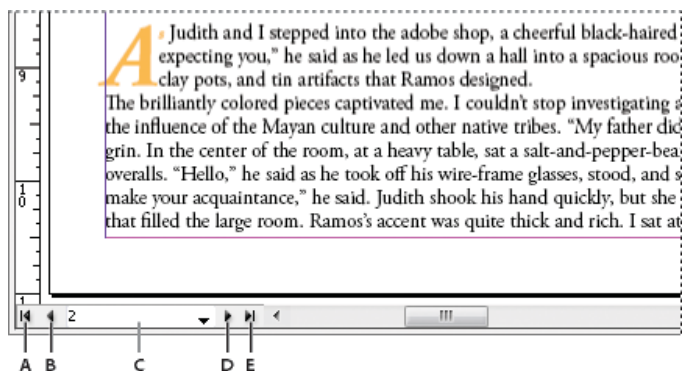 A Judith and I stepped into the adobe shop, a cheerful black-haired
expecting you,” he said as he led us down a hall into a spacious roo
clay pots, and tin artifacts that Ramos designed.
The brilliantly colored pieces captivated me. I couldn’t stop investigating a
the influence of the Mayan culture and other native tribes. “My father dic
grin. In the center of the room, at a heavy table, sat a salt-and-pepper-bea
overalls. “Hello,” he said as he took off his wire-frame glasses, stood, and s
make your acquaintance,” he said. Judith shook his hand quickly, but she
that filled the large room. Ramos’s accent was quite thick and rich. I sat at
9
10
1
2
A B C D E